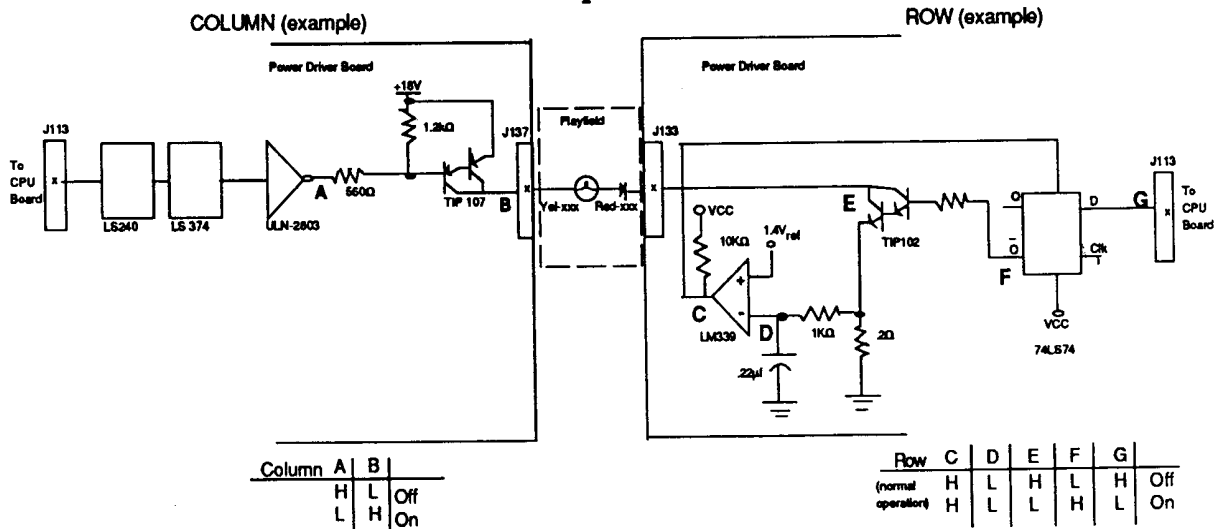 COLUMN (example)
ROW (example)
Power Driver Board
Power Driver Board
+18V
1.2kΩ
J113
To
CPU
Board
x
LS240
LS 374
ULN-2803
A
560Ω
TIP 107
B
J137
x
Playfield
Yel-xxx
Red-xxx
J133
x
VCC
10KΩ
1.4Vref
+
-
C
LM339
D
.22µf
1KΩ
.2Ω
E
TIP102
F
Clk
D
G
VCC
74LS74
J113
x
To
CPU
Board
Column A B
H L Off
L H On
Row C D E F G
(normal H L H L H Off
operation) H L L H L On